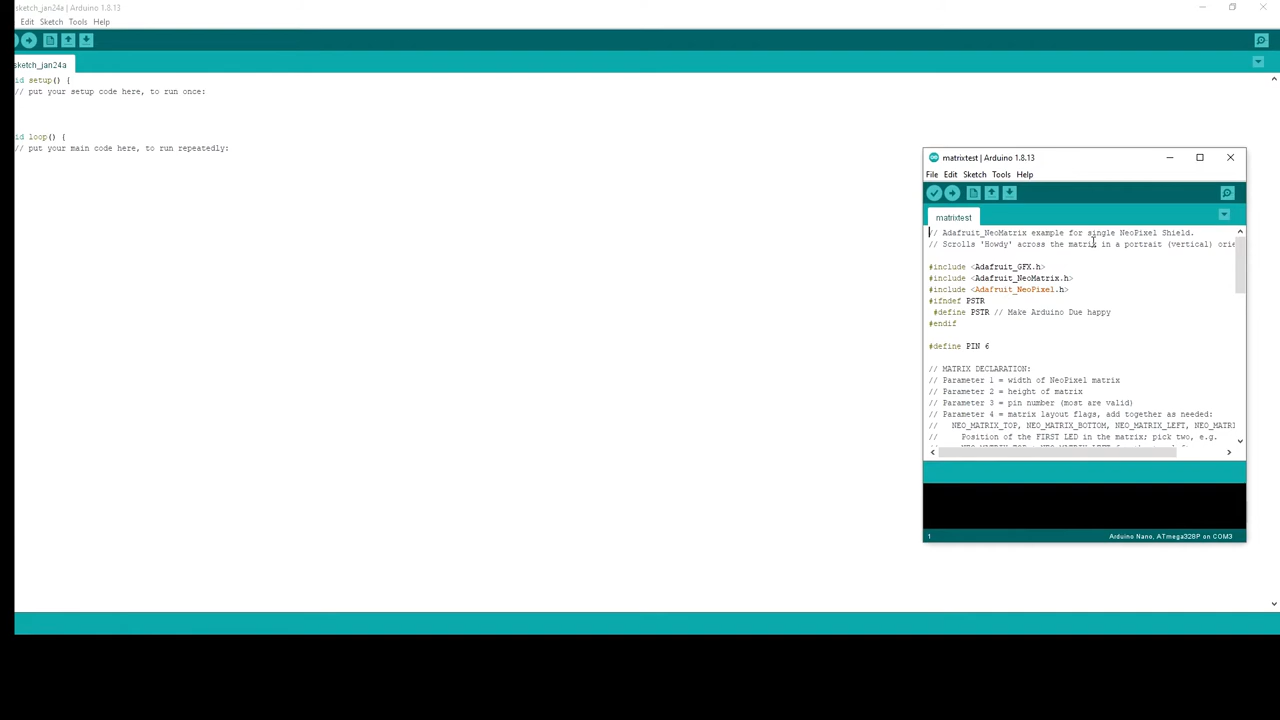 sketch_jan24a | Arduino 1.8.13
Edit Sketch Tools Help
sketch_jan24a
id setup() {
// put your setup code here, to run once:
id loop() {
// put your main code here, to run repeatedly:
matrixtest | Arduino 1.8.13
File Edit Sketch Tools Help
matrixtest
// Adafruit_NeoMatrix example for single NeoPixel Shield.
// Scrolls 'Howdy' across the matrix in a portrait (vertical) orie
#include <Adafruit_GFX.h>
#include <Adafruit_NeoMatrix.h>
#include <Adafruit_NeoPixel.h>
#ifndef PSTR
#define PSTR // Make Arduino Due happy
#endif
#define PIN 6
// MATRIX DECLARATION:
// Parameter 1 = width of NeoPixel matrix
// Parameter 2 = height of matrix
// Parameter 3 = pin number (most are valid)
// Parameter 4 = matrix layout flags, add together as needed:
// NEO_MATRIX_TOP, NEO_MATRIX_BOTTOM, NEO_MATRIX_LEFT, NEO_MATRI
// Position of the FIRST LED in the matrix; pick two, e.g.
1
Arduino Nano, ATmega328P on COM3